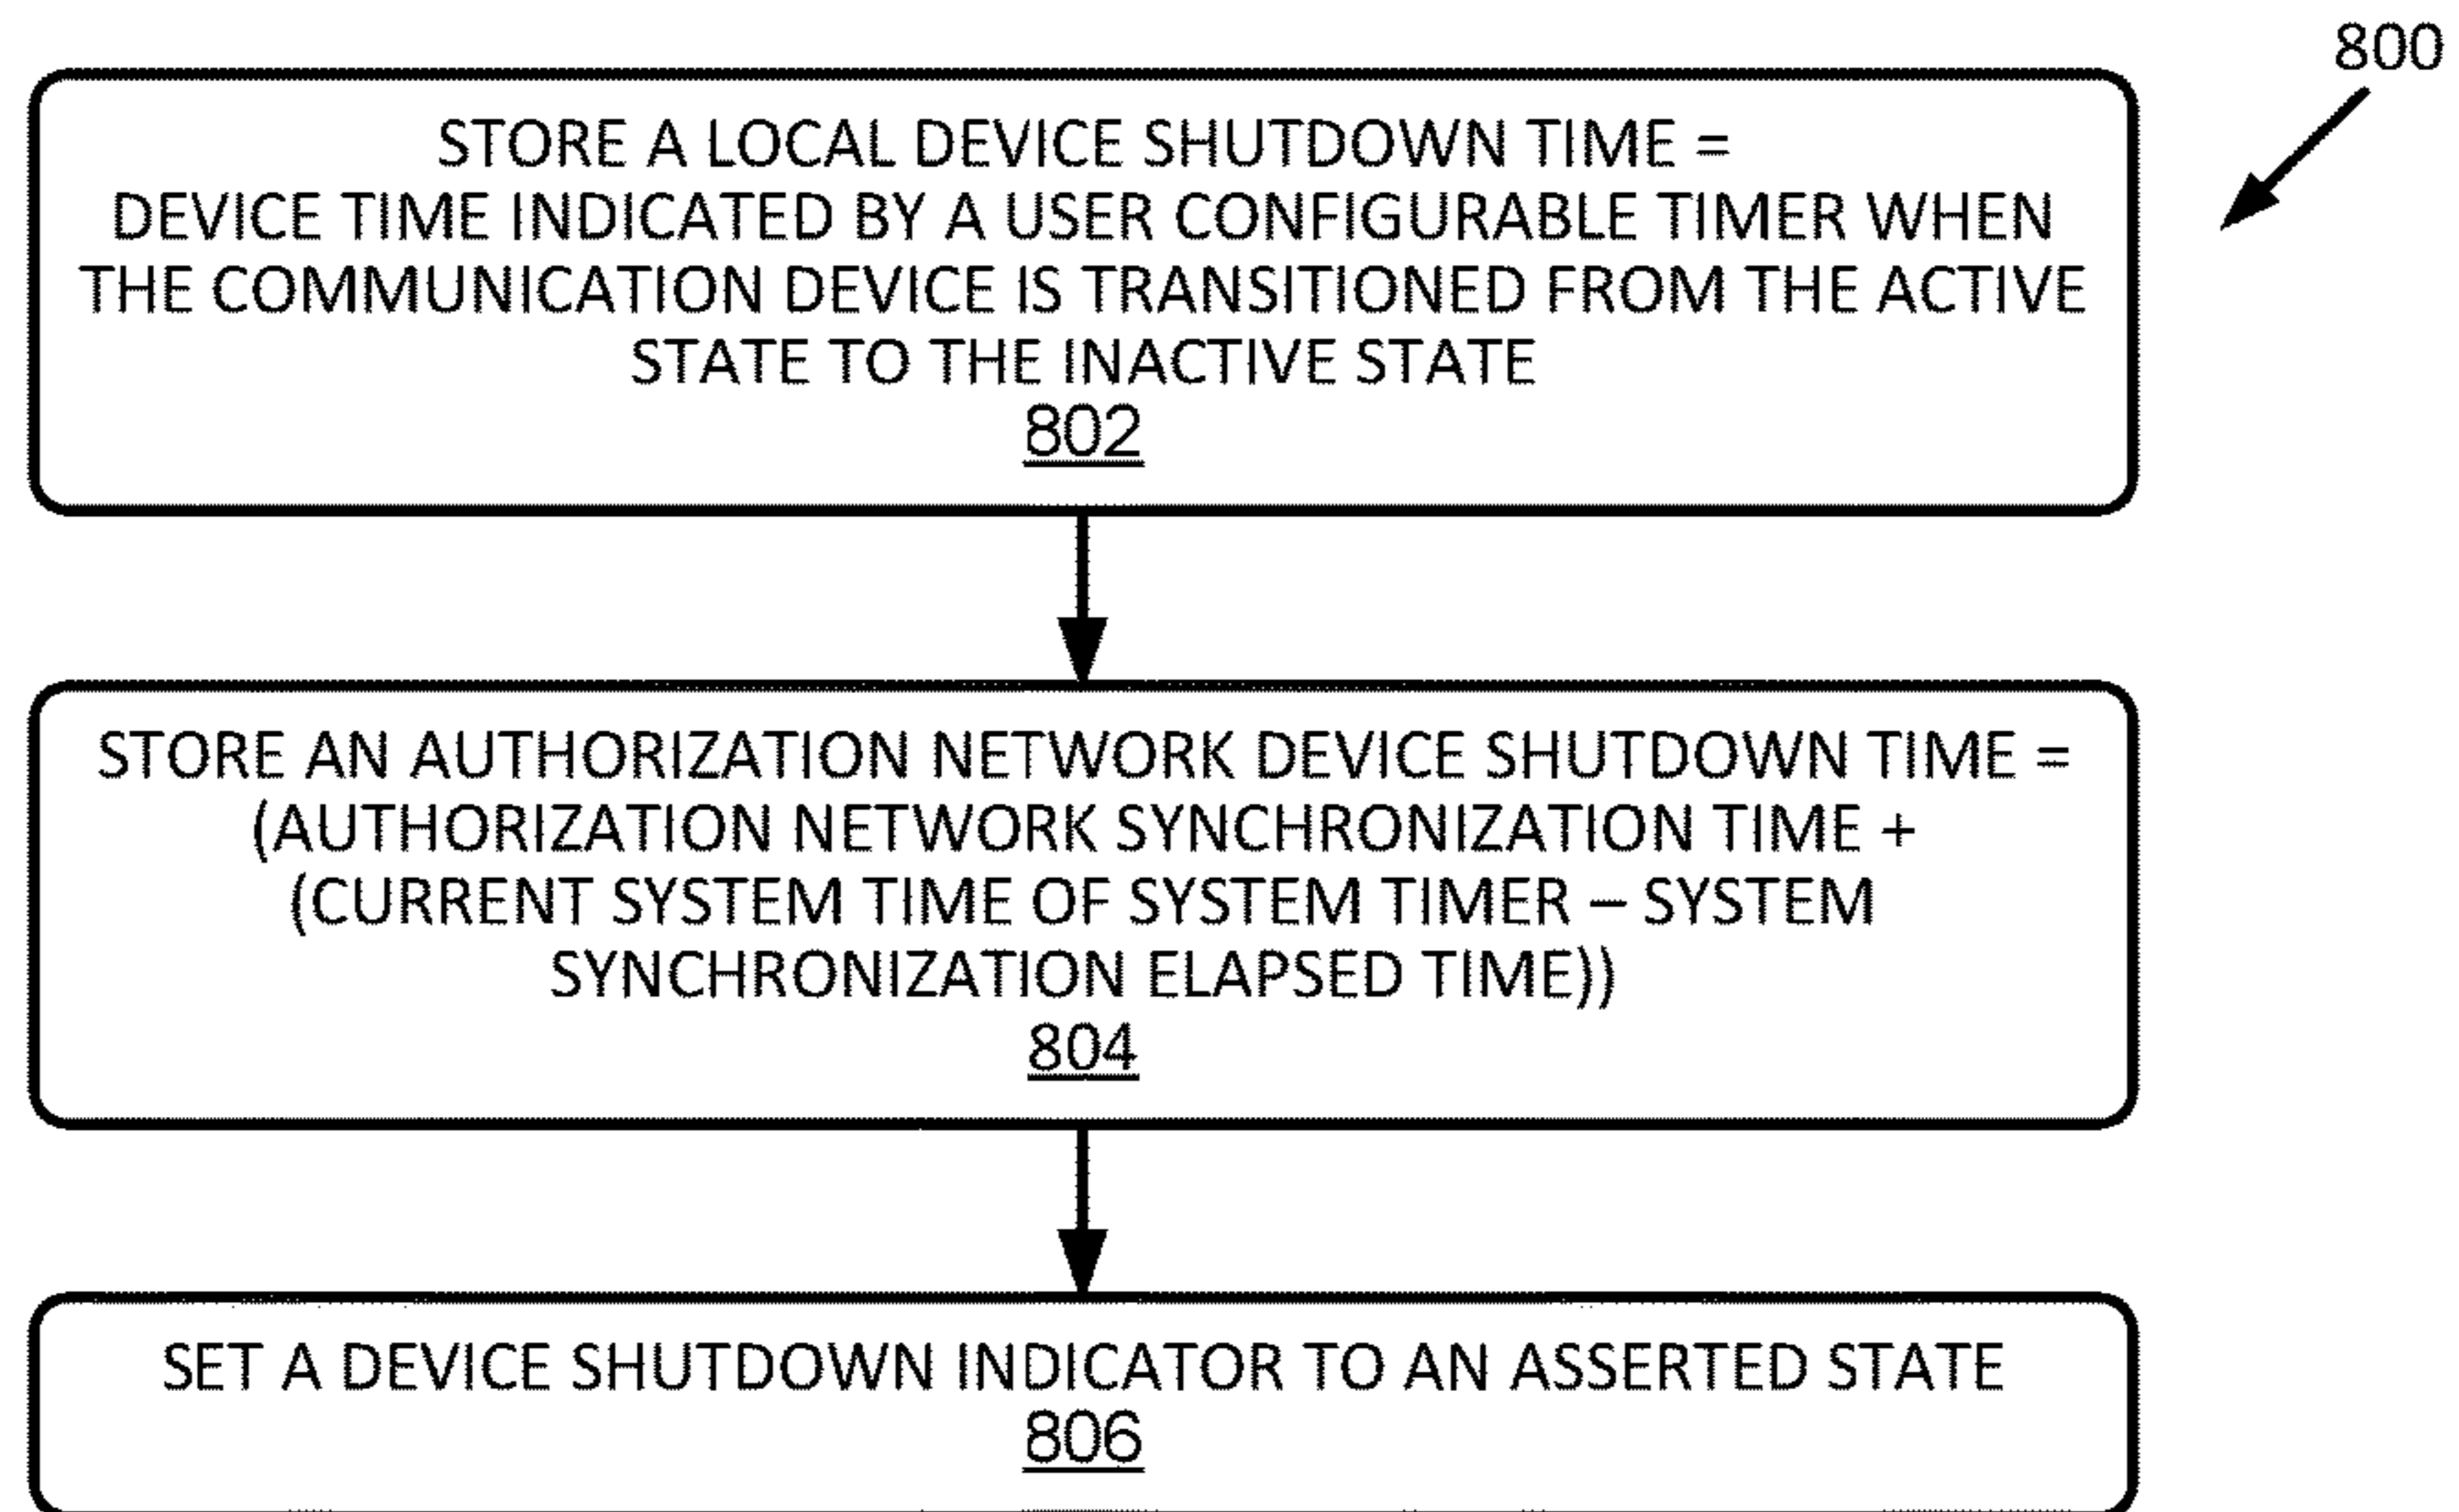 800
STORE A LOCAL DEVICE SHUTDOWN TIME =
DEVICE TIME INDICATED BY A USER CONFIGURABLE TIMER WHEN
THE COMMUNICATION DEVICE IS TRANSITIONED FROM THE ACTIVE
STATE TO THE INACTIVE STATE
802
STORE AN AUTHORIZATION NETWORK DEVICE SHUTDOWN TIME =
(AUTHORIZATION NETWORK SYNCHRONIZATION TIME +
(CURRENT SYSTEM TIME OF SYSTEM TIMER – SYSTEM
SYNCHRONIZATION ELAPSED TIME))
804
SET A DEVICE SHUTDOWN INDICATOR TO AN ASSERTED STATE
806